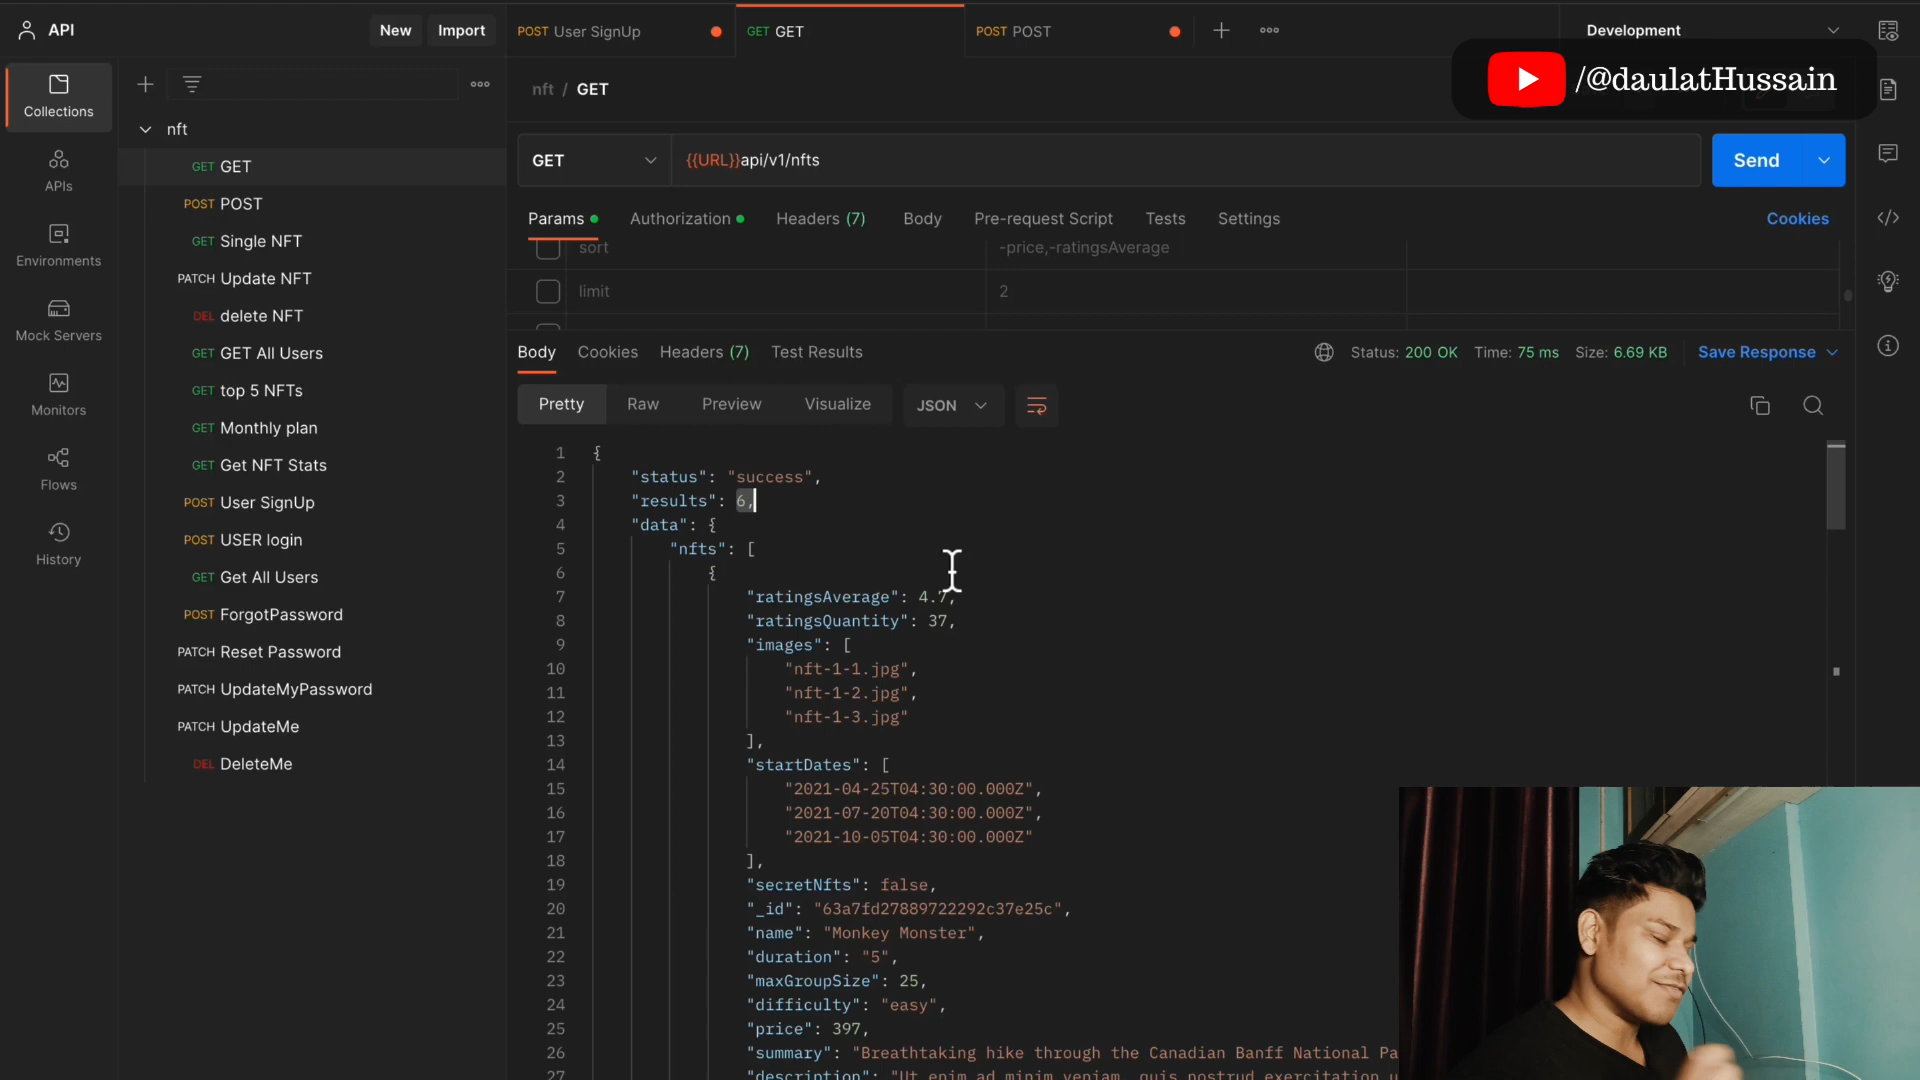 API
New
Import
POST User SignUp
GET GET
POST POST
Development
/@daulatHussain
Collections
APIs
Environments
Mock Servers
Monitors
Flows
History
nft
GET GET
POST POST
GET Single NFT
PATCH Update NFT
DEL delete NFT
GET GET All Users
GET top 5 NFTs
GET Monthly plan
GET Get NFT Stats
POST User SignUp
POST USER login
GET Get All Users
POST ForgotPassword
PATCH Reset Password
PATCH UpdateMyPassword
PATCH UpdateMe
DEL DeleteMe
nft / GET
GET
{{URL}}api/v1/nfts
Send
Params
Authorization
Headers (7)
Body
Pre-request Script
Tests
Settings
Cookies
sort
-price,-ratingsAverage
limit
2
Body
Cookies
Headers (7)
Test Results
Status: 200 OK
Time: 75 ms
Size: 6.69 KB
Save Response
Pretty
Raw
Preview
Visualize
JSON
1 {
2 "status": "success",
3 "results": 6,
4 "data": {
5 "nfts": [
6 {
7 "ratingsAverage": 4.7,
8 "ratingsQuantity": 37,
9 "images": [
10 "nft-1-1.jpg",
11 "nft-1-2.jpg",
12 "nft-1-3.jpg"
13 ],
14 "startDates": [
15 "2021-04-25T04:30:00.000Z",
16 "2021-07-20T04:30:00.000Z",
17 "2021-10-05T04:30:00.000Z"
18 ],
19 "secretNfts": false,
20 "_id": "63a7fd27889722292c37e25c",
21 "name": "Monkey Monster",
22 "duration": "5",
23 "maxGroupSize": 25,
24 "difficulty": "easy",
25 "price": 397,
26 "summary": "Breathtaking hike through the Canadian Banff National Pa
27 "description": "Ut enim ad minim veniam, quis nostrud exercitation u